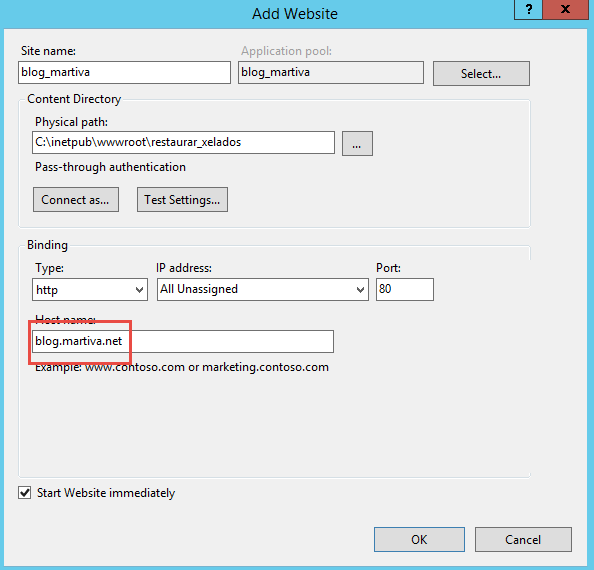 Add Website
?
x
Site name:
Application pool:
blog_martiva
blog_martiva
Select...
Content Directory
Physical path:
C:\inetpub\wwwroot\restaurar_xelados
...
Pass-through authentication
Connect as...
Test Settings...
Binding
Type:
IP address:
Port:
http
All Unassigned
80
Host name:
blog.martiva.net
Example: www.contoso.com or marketing.contoso.com
Start Website immediately
OK
Cancel